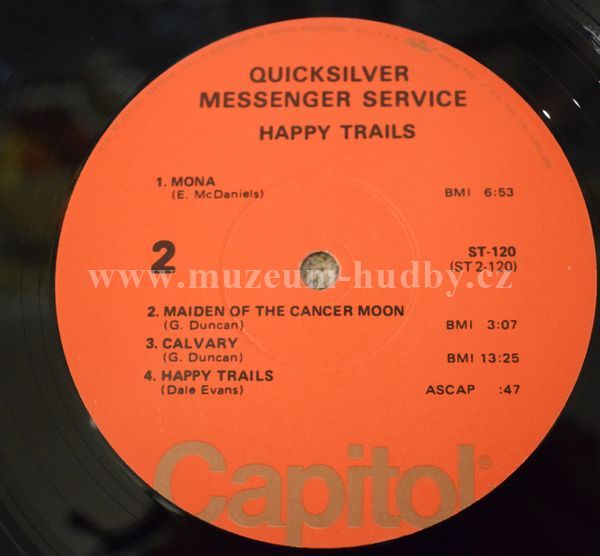 QUICKSILVER
MESSENGER SERVICE
HAPPY TRAILS
1. MONA
(E. McDaniels) BMI 6:53
2 ST-120
(ST 2-120)
www.muzeum-hudby.cz
2. MAIDEN OF THE CANCER MOON
(G. Duncan) BMI 3:07
3. CALVARY
(G. Duncan) BMI 13:25
4. HAPPY TRAILS
(Dale Evans) ASCAP :47
Capitol®